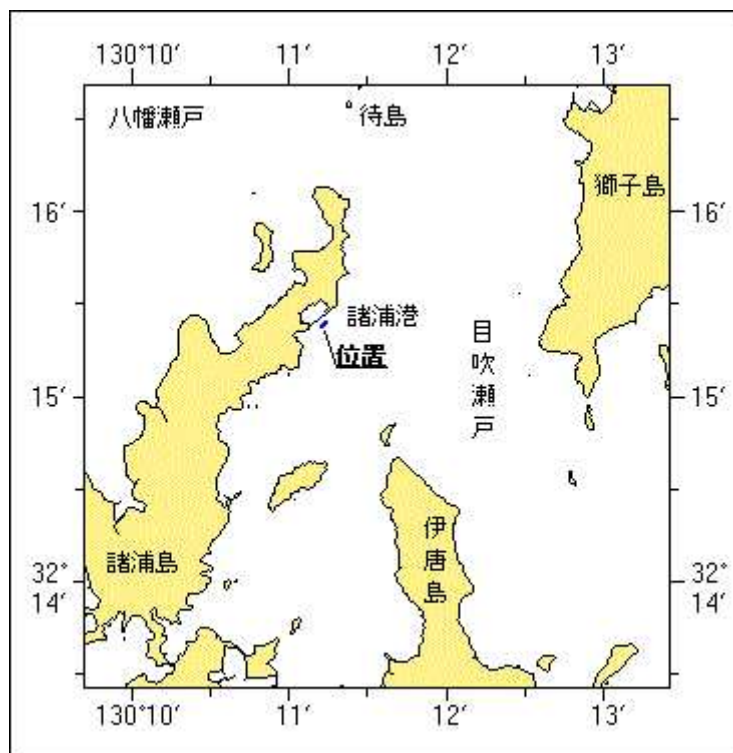 130°10′ 11′ 12′ 13′
八幡瀬戸
待島
獅子島
16′ 16′
諸浦港
位置
目吹瀬戸
15′ 15′
伊唐島
諸浦島
32° 32°
14′ 14′
130°10′ 11′ 12′ 13′